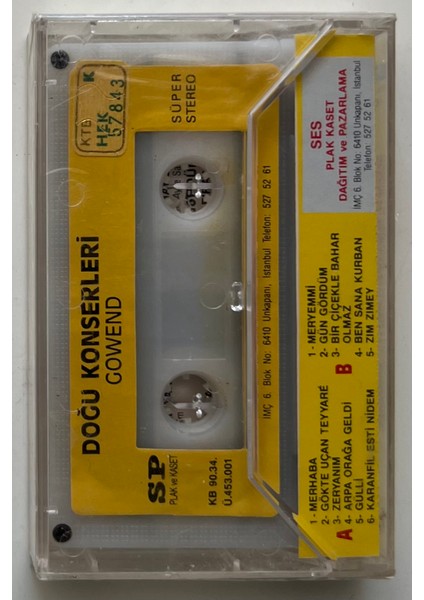 KTB K
HEK
57843
SÜPER
STEREO
DOĞU KONSERLERİ
GOWEND
SP
PLAK ve KASET
KB 90.34.
Ü.453.001
İMÇ 6. Blok No: 6410 Unkapanı, İstanbul Telefon: 527 52 61
SES
PLAK KASET
DAĞITIM ve PAZARLAMA
İMÇ 6. Blok No: 6410 Unkapanı, İstanbul
Telefon: 527 52 61
A
1- MERHABA
2- GÖKTE UÇAN TEYYARE
3- ZERYANIM
4- ARPA ORAĞA GELDİ
5- GÜLLİ
6- KARANFİL ESTİ NİDEM
B
1- MERYEMMİ
2- GÜN GÖRDÜM
3- BİR ÇİÇEKLE BAHAR
OLMAZ
4- BEN SANA KURBAN
5- ZIM ZIMEY